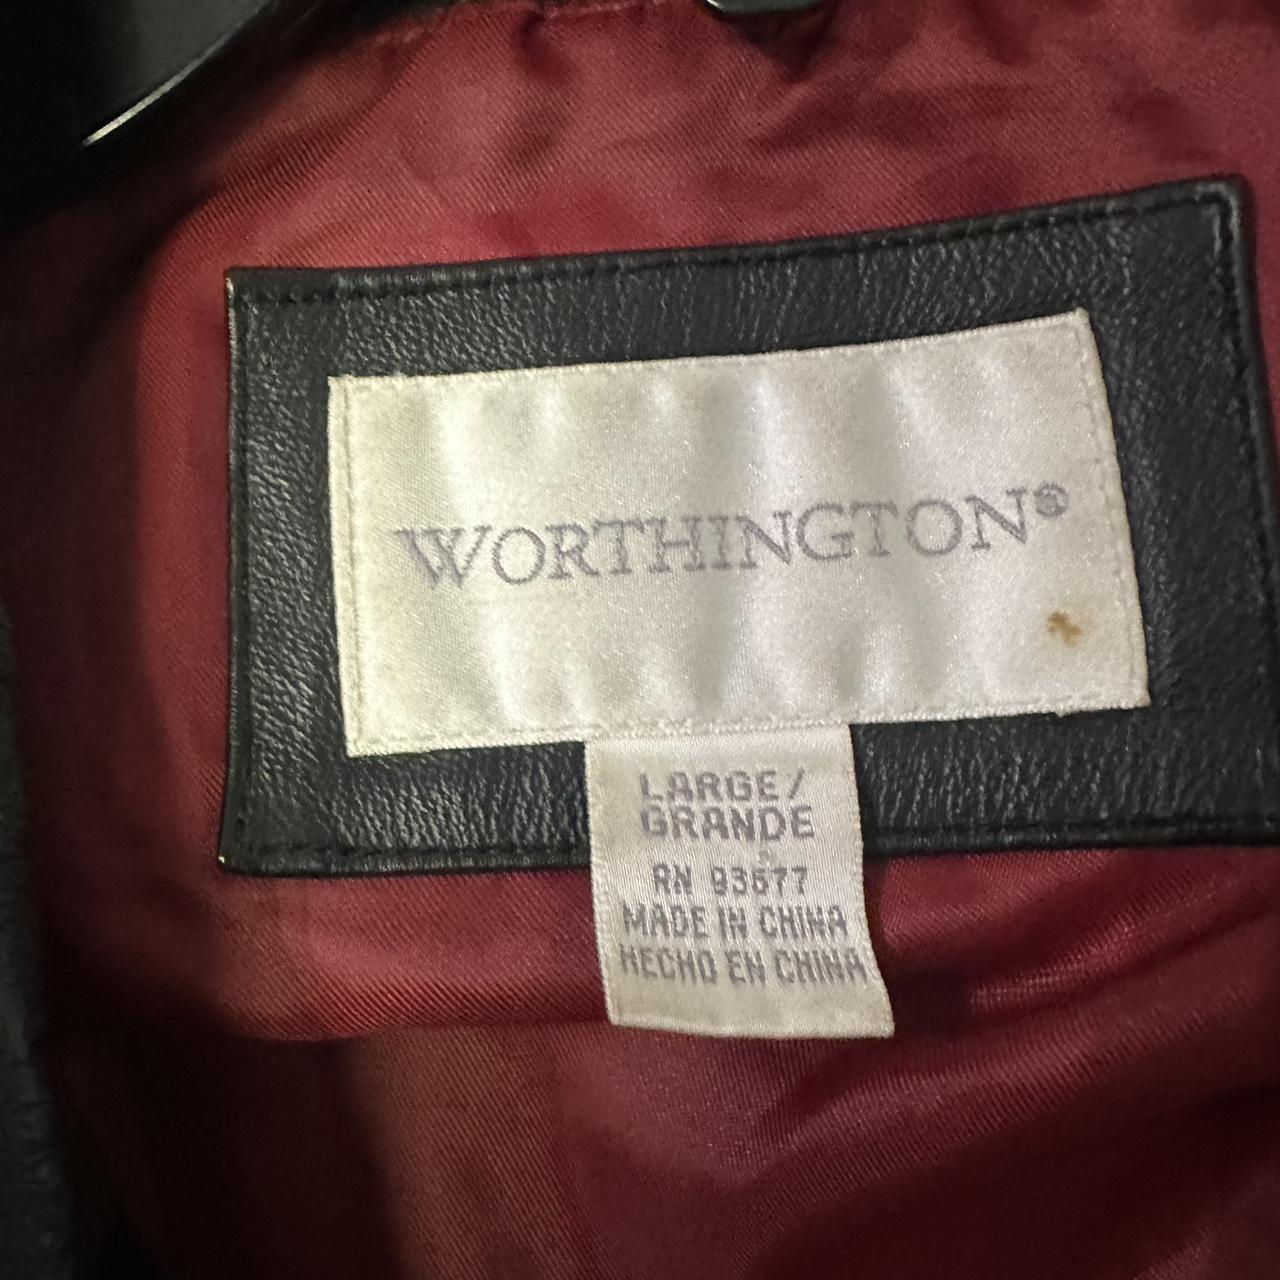 WORTHINGTON®
LARGE/
GRANDE
RN 93677
MADE IN CHINA
HECHO EN CHINA